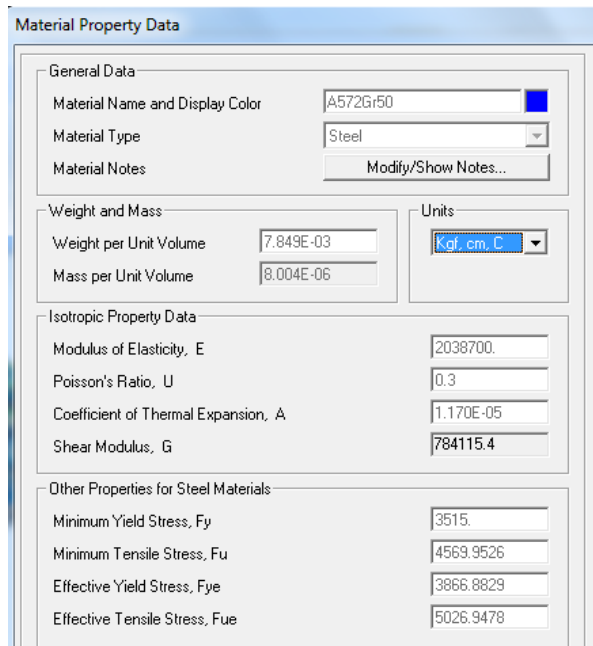 Material Property Data
General Data
Material Name and Display Color A572Gr50
Material Type Steel
Material Notes Modify/Show Notes...
Weight and Mass
Weight per Unit Volume 7.849E-03
Mass per Unit Volume 8.004E-06
Units
Kgf, cm, C
Isotropic Property Data
Modulus of Elasticity, E 2038700.
Poisson's Ratio, U 0.3
Coefficient of Thermal Expansion, A 1.170E-05
Shear Modulus, G 784115.4
Other Properties for Steel Materials
Minimum Yield Stress, Fy 3515.
Minimum Tensile Stress, Fu 4569.9526
Effective Yield Stress, Fye 3866.8829
Effective Tensile Stress, Fue 5026.9478